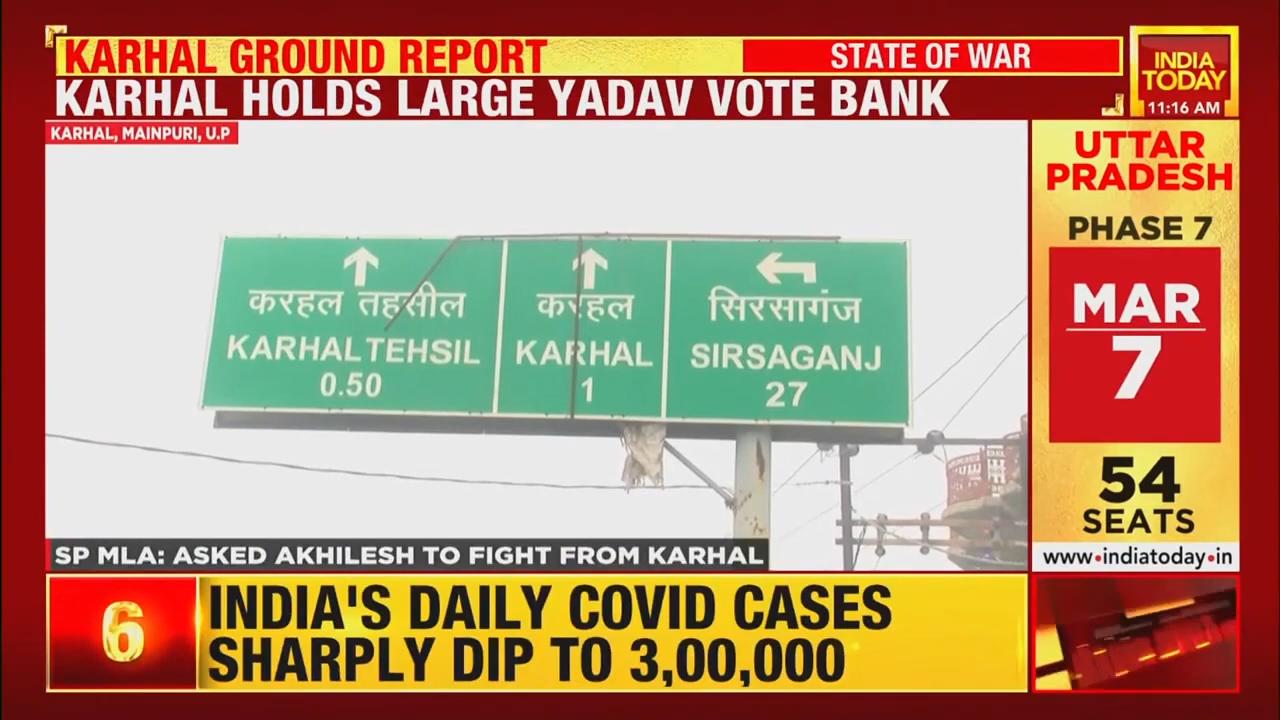 KARHAL GROUND REPORT
STATE OF WAR
INDIA
TODAY
11:16 AM
KARHAL HOLDS LARGE YADAV VOTE BANK
KARHAL, MAINPURI, U.P
करहल तहसील
KARHAL TEHSIL
0.50
करहल
KARHAL
1
सिरसागंज
SIRSAGANJ
27
UTTAR
PRADESH
PHASE 7
MAR
7
54
SEATS
www•indiatoday•in
SP MLA: ASKED AKHILESH TO FIGHT FROM KARHAL
6
INDIA'S DAILY COVID CASES
SHARPLY DIP TO 3,00,000